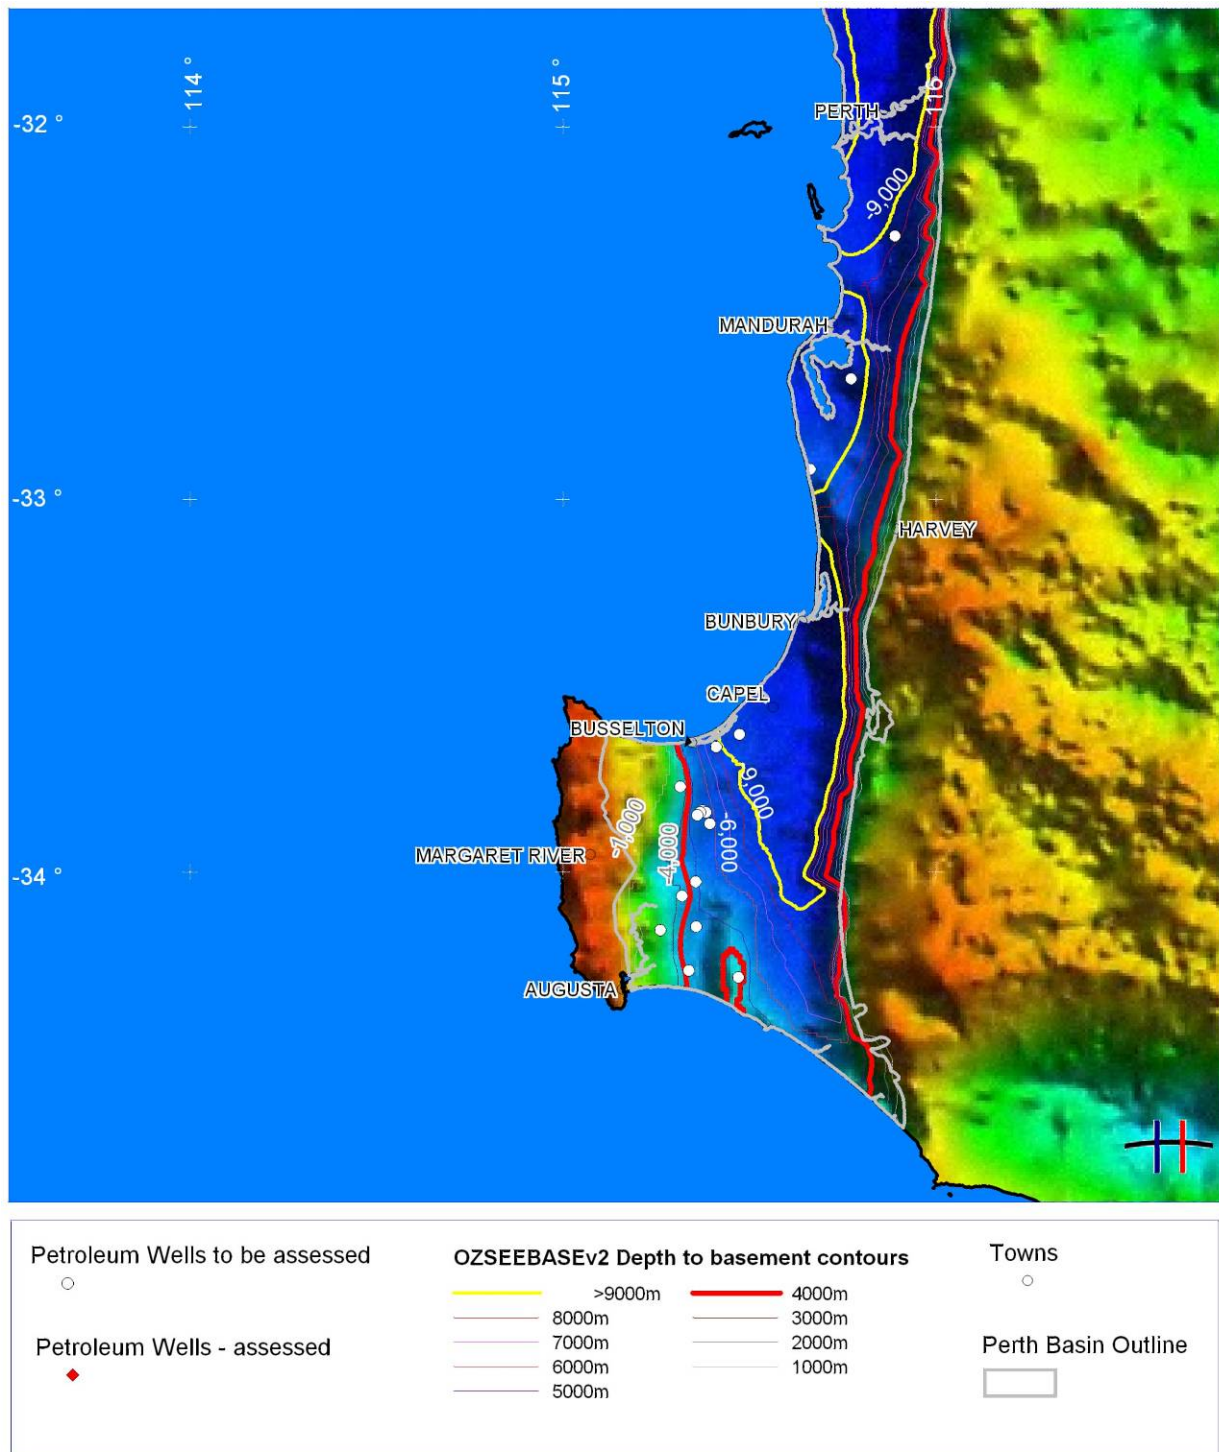 114 °
115 °
116
-32 °
PERTH
-9,000
MANDURAH
-33 °
HARVEY
BUNBURY
CAPEL
BUSSELTON
-9,000
-1,000
-4,000
-6,000
MARGARET RIVER
-34 °
AUGUSTA
Petroleum Wells to be assessed
Petroleum Wells - assessed
OZSEEBASEv2 Depth to basement contours
>9000m
8000m
7000m
6000m
5000m
4000m
3000m
2000m
1000m
Towns
Perth Basin Outline